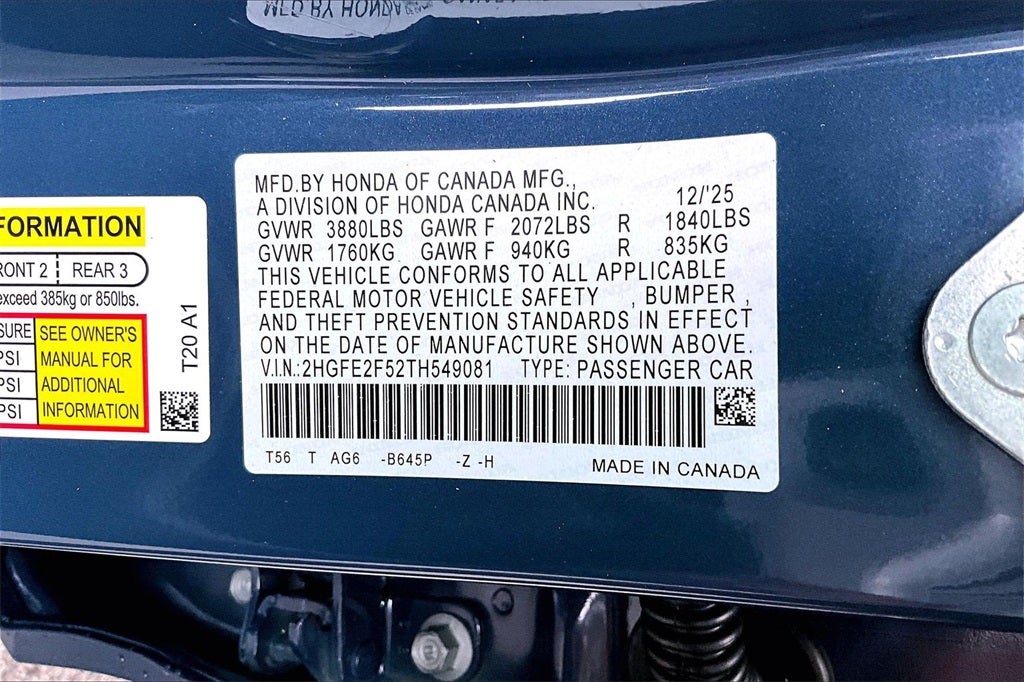 MFD.BY HONDA
FORMATION
RONT 2 REAR 3
exceed 385kg or 850lbs.
SURE
PSI
PSI
PSI
SEE OWNER'S
MANUAL FOR
ADDITIONAL
INFORMATION
T20 A1
MFD.BY HONDA OF CANADA MFG.,
A DIVISION OF HONDA CANADA INC. 12/'25
GVWR 3880LBS GAWR F 2072LBS R 1840LBS
GVWR 1760KG GAWR F 940KG R 835KG
THIS VEHICLE CONFORMS TO ALL APPLICABLE
FEDERAL MOTOR VEHICLE SAFETY , BUMPER ,
AND THEFT PREVENTION STANDARDS IN EFFECT
ON THE DATE OF MANUFACTURE SHOWN ABOVE.
V.I.N.:2HGFE2F52TH549081 TYPE: PASSENGER CAR
T56 T AG6 -B645P -Z -H
MADE IN CANADA